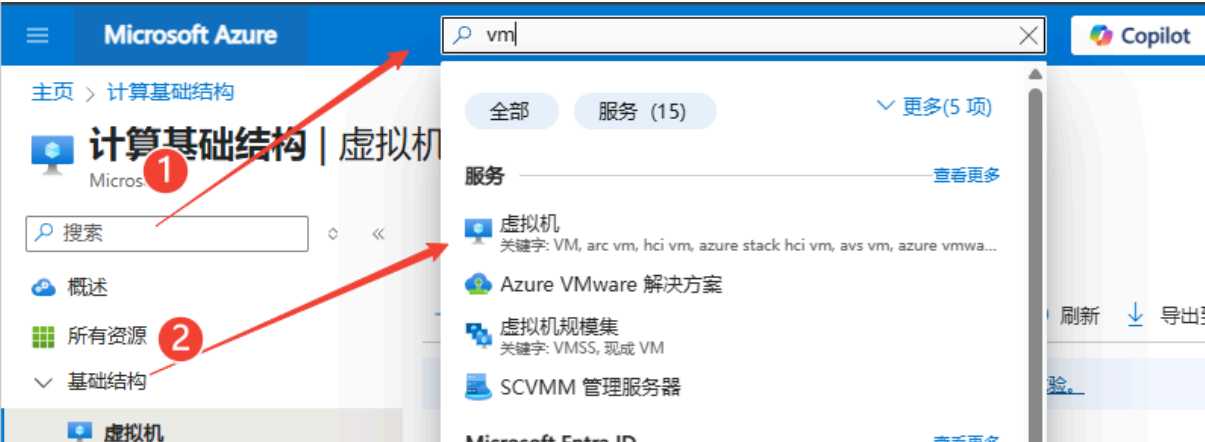 Microsoft Azure
vm
Copilot
主页 > 计算基础结构
计算基础结构 | 虚拟机
Micros
1
搜索
概述
所有资源
2
基础结构
虚拟机
全部
服务 (15)
更多(5 项)
服务
查看更多
虚拟机
关键字: VM, arc vm, hci vm, azure stack hci vm, avs vm, azure vmwa...
Azure VMware 解决方案
虚拟机规模集
关键字: VMSS, 现成 VM
SCVMM 管理服务器
Microsoft Entra ID
查看更多
刷新
导出至
验。